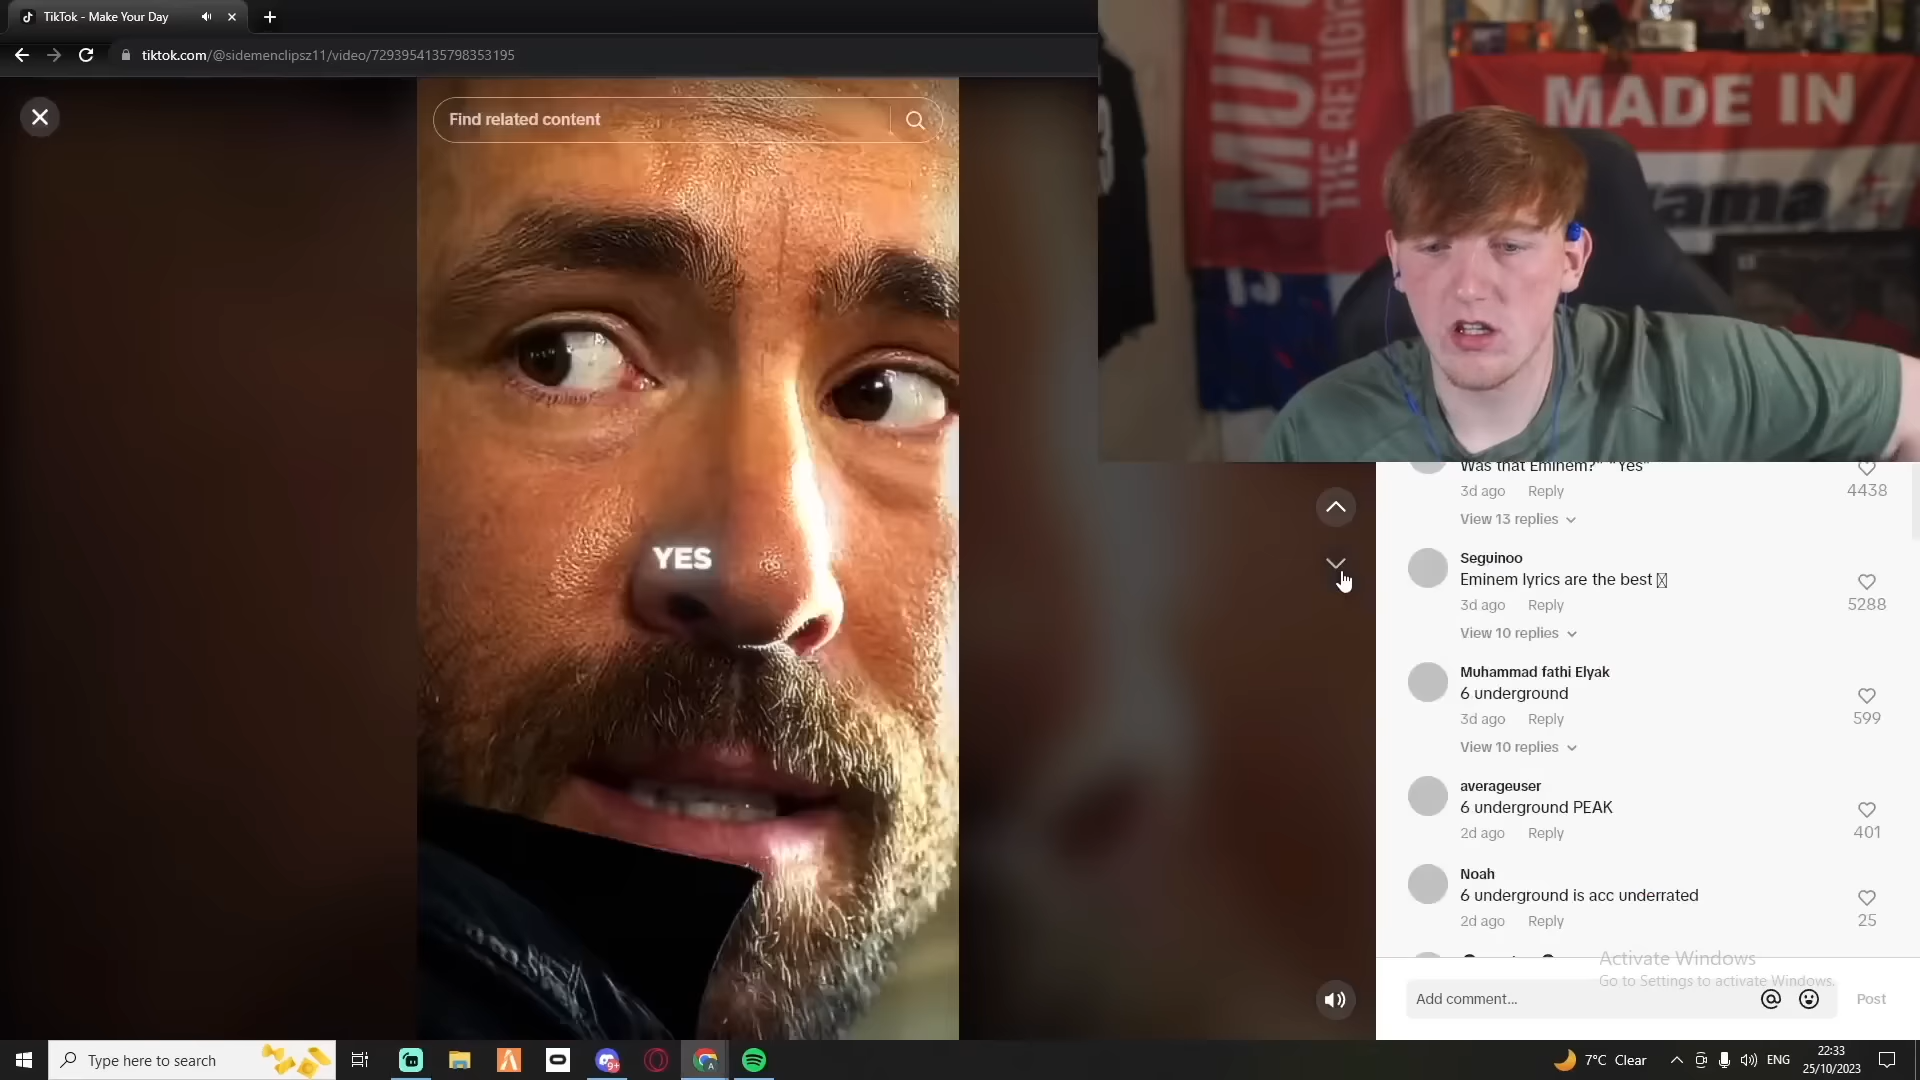 TikTok - Make Your Day
tiktok.com/@sidemenclipsz11/video/7293954135798353195
Find related content
YES
MUFC
THE RELIGION
MADE IN
Was that Eminem?" "Yes"
3d ago Reply
4438
View 13 replies
Seguinoo
Eminem lyrics are the best
3d ago Reply
5288
View 10 replies
Muhammad fathi Elyak
6 underground
3d ago Reply
599
View 10 replies
averageuser
6 underground PEAK
2d ago Reply
401
Noah
6 underground is acc underrated
2d ago Reply
25
Activate Windows
Go to Settings to activate Windows.
Add comment...
Post
Type here to search
9+
7°C Clear
ENG
22:33
25/10/2023